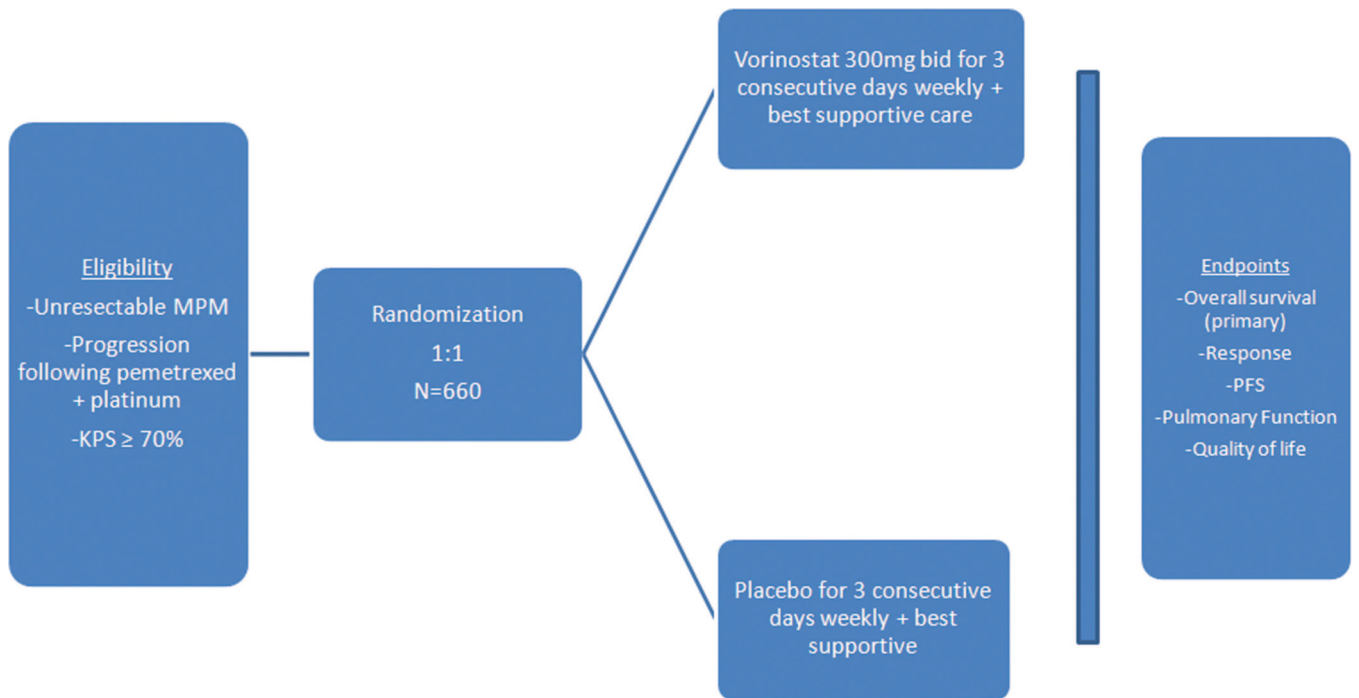 Eligibility
-Unresectable MPM
-Progression
following pemetrexed
+ platinum
-KPS ≥ 70%
Randomization
1:1
N=660
Vorinostat 300mg bid for 3
consecutive days weekly +
best supportive care
Placebo for 3 consecutive
days weekly + best
supportive
Endpoints
-Overall survival
(primary)
-Response
-PFS
-Pulmonary Function
-Quality of life